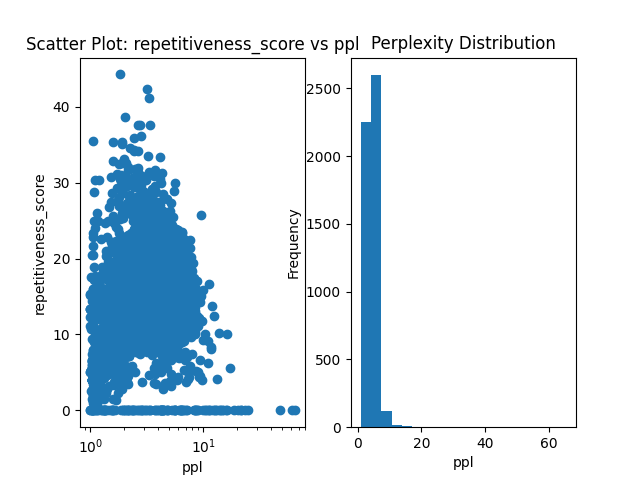 Scatter Plot: repetitiveness_score vs ppl
repetitiveness_score
40
30
20
10
0
10⁰
10¹
ppl
Perplexity Distribution
Frequency
2500
2000
1500
1000
500
0
0
20
40
60
ppl